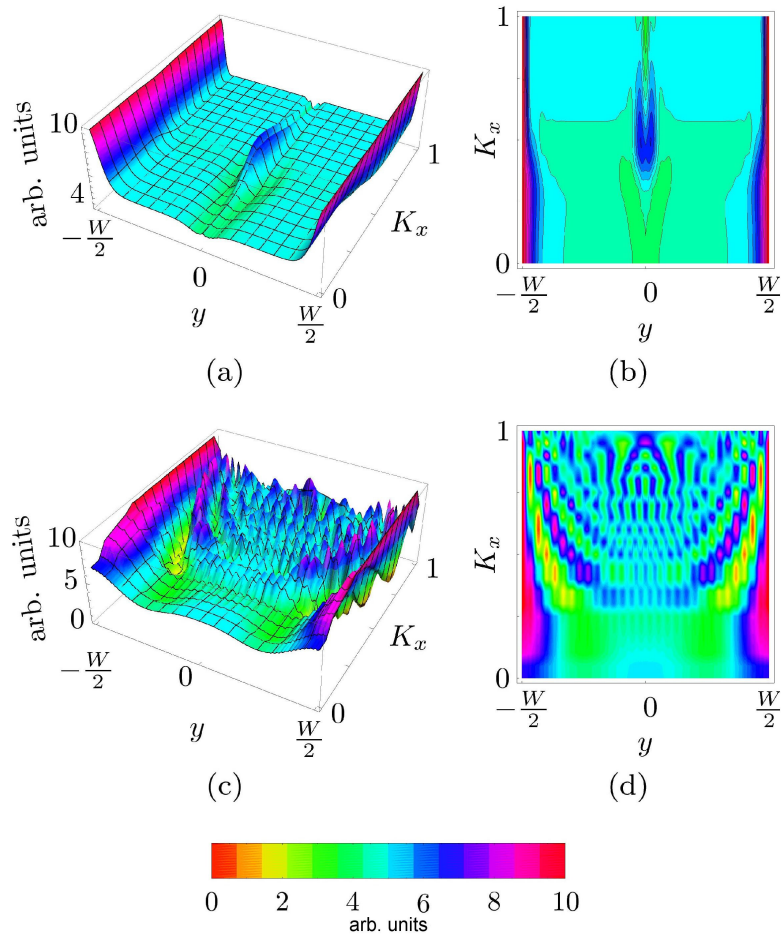 10
4
arb. units
−W/2
0
W/2
y
0
1
K_x
(a)
1
K_x
0
−W/2
0
W/2
y
(b)
10
5
0
arb. units
−W/2
0
W/2
y
0
1
K_x
(c)
1
K_x
0
−W/2
0
W/2
y
(d)
0 2 4 6 8 10
arb. units